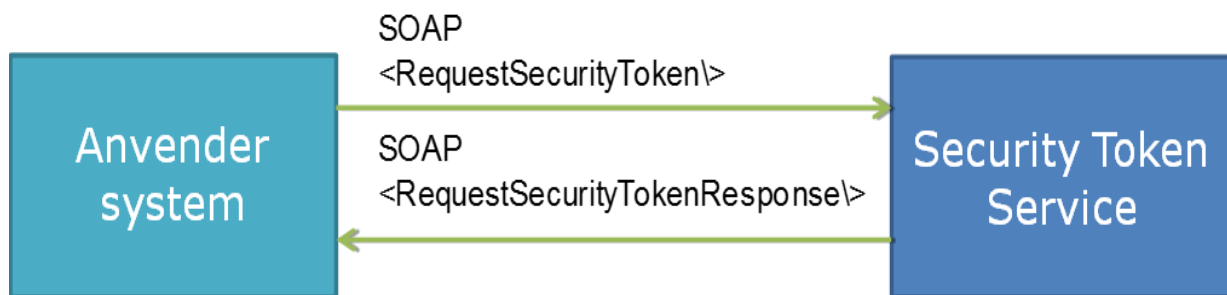 Anvender
system
SOAP
<RequestSecurityToken\>
SOAP
<RequestSecurityTokenResponse\>
Security Token
Service